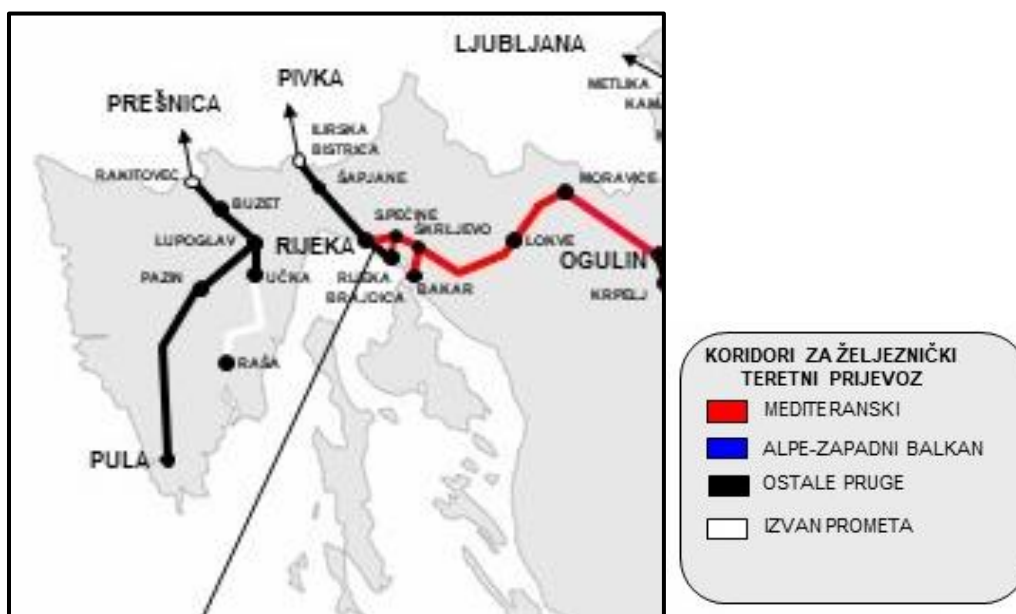 LJUBLJANA
METLIKA
PIVKA
PREŠNICA
ILIRSKA
BISTRICA
RAKITOVEC
ŠAPJANE
MORAVICE
BUZET
SPEČINE
ŠKRLJEVO
LUPOGLAV
RIJEKA
LOKVE
OGULIN
PAZIN
UČKA
RIJEKA
BRAJDICA
BAKAR
KRPELJ
RAŠA
PULA
KORIDORI ZA ŽELJEZNIČKI
TERETNI PRIJEVOZ
MEDITERANSKI
ALPE-ZAPADNI BALKAN
OSTALE PRUGE
IZVAN PROMETA